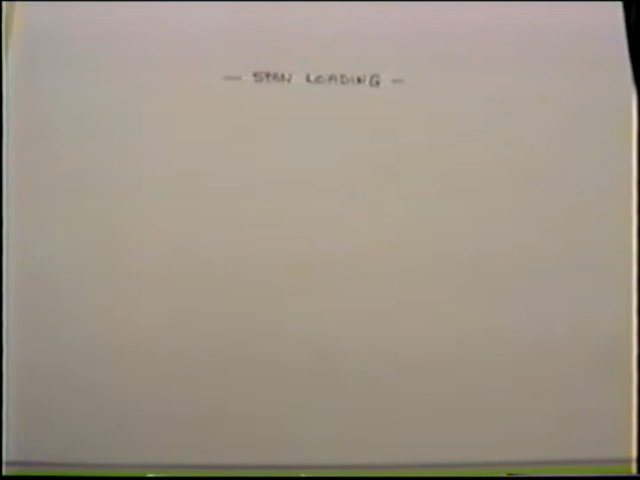 — SPAN LOADING —